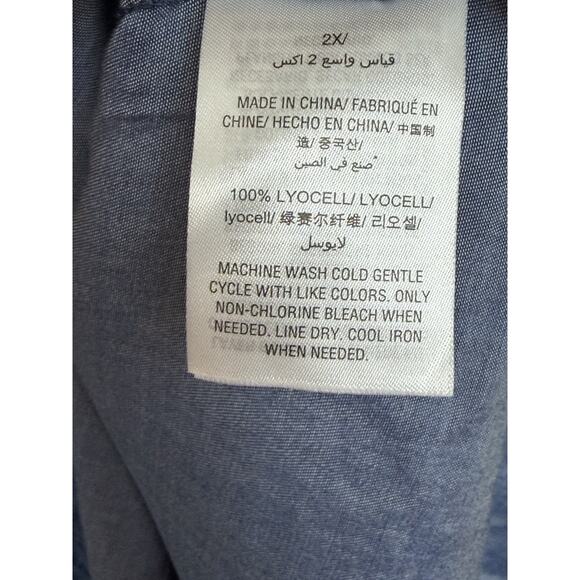 2X/
قياس واسع 2 اكس
MADE IN CHINA/ FABRIQUÉ EN
CHINE/ HECHO EN CHINA/ 中国制
造/ 중국산/
صنع في الصين
100% LYOCELL/ LYOCELL/
lyocell/ 绿赛尔纤维/ 리오셀/
لايوسل
MACHINE WASH COLD GENTLE
CYCLE WITH LIKE COLORS. ONLY
NON-CHLORINE BLEACH WHEN
NEEDED. LINE DRY. COOL IRON
WHEN NEEDED.